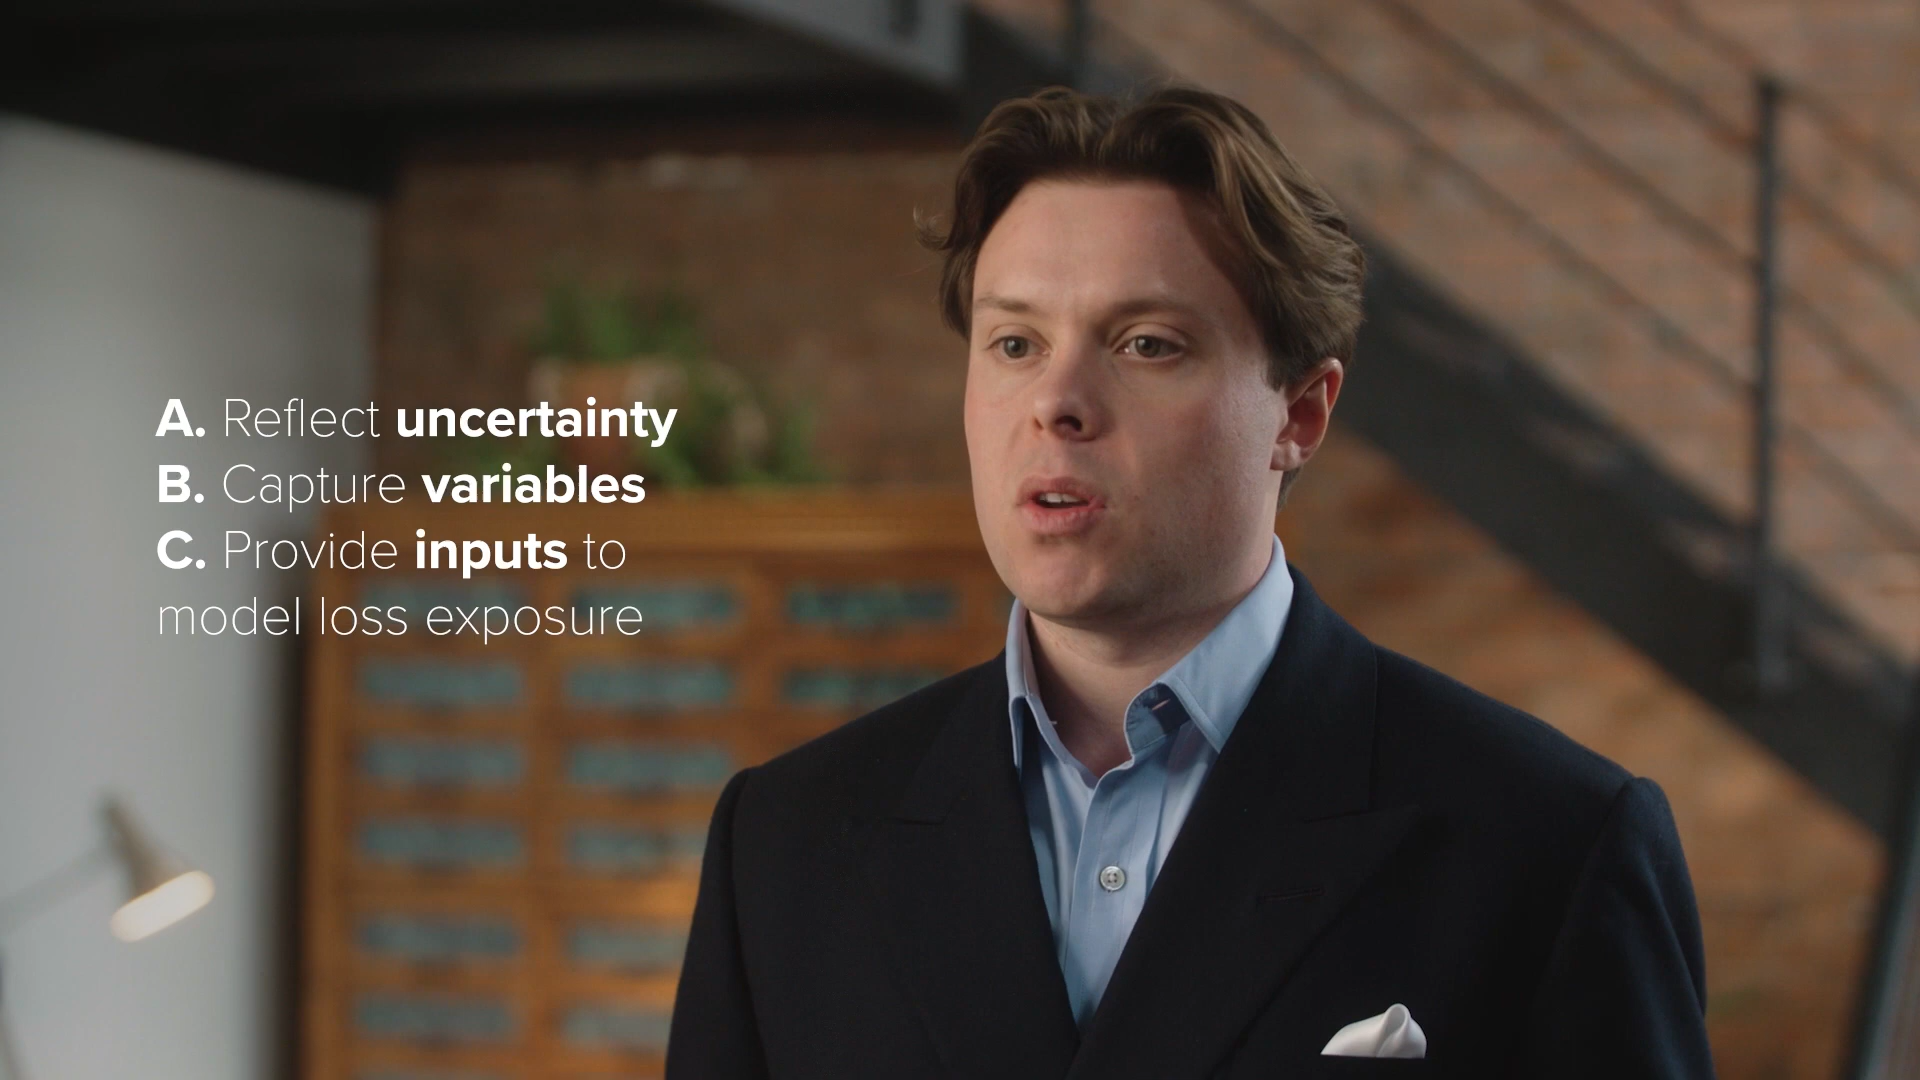 A. Reflect uncertainty
B. Capture variables
C. Provide inputs to
model loss exposure